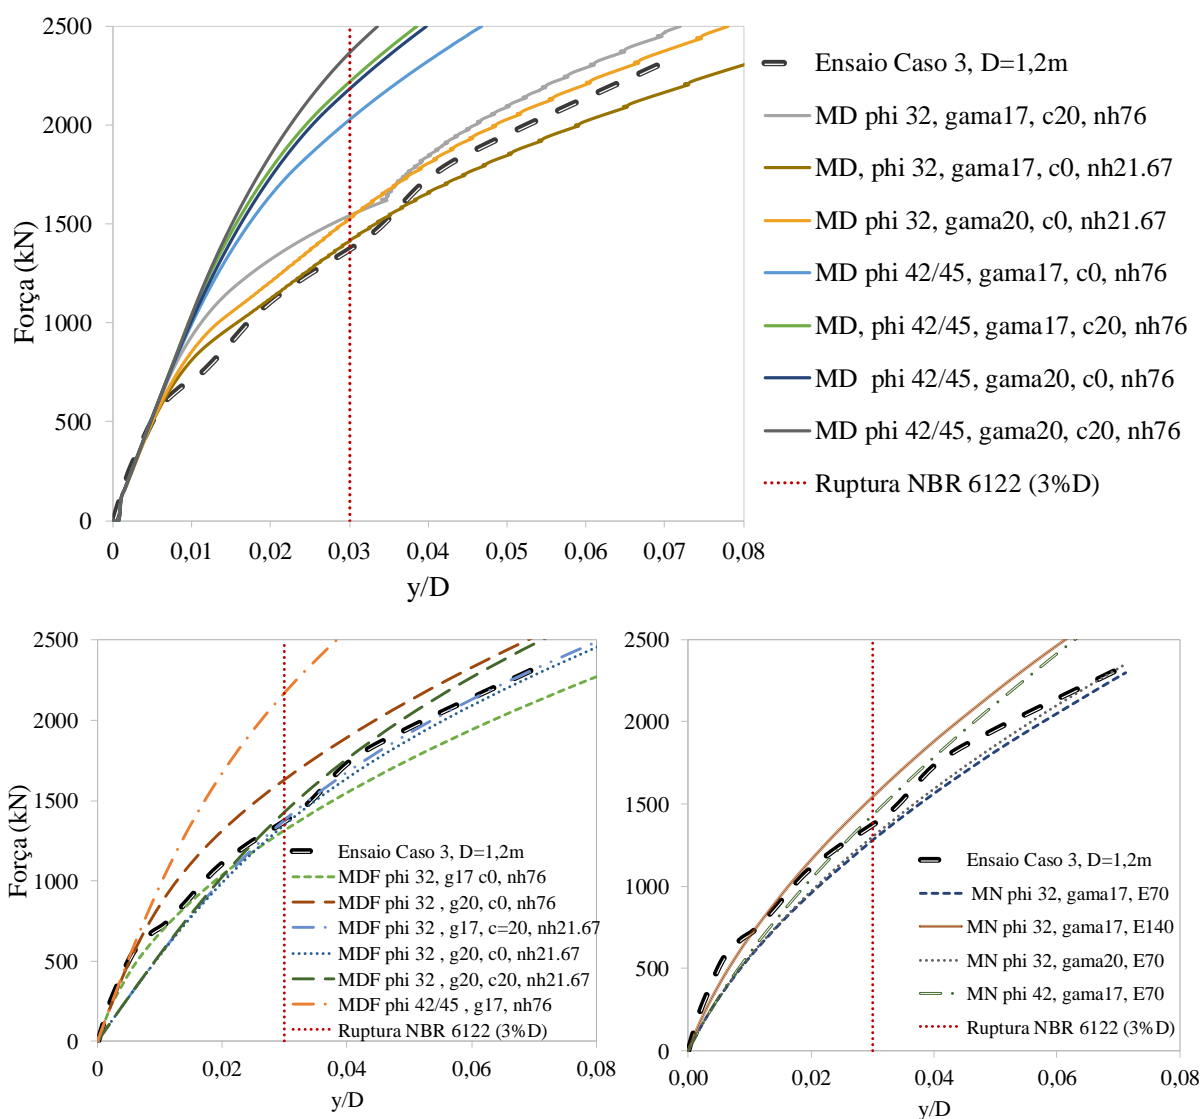 2500
2000
1500
1000
500
0
Força (kN)
0
0,01
0,02
0,03
0,04
0,05
0,06
0,07
0,08
y/D
Ensaio Caso 3, D=1,2m
MD phi 32, gama17, c20, nh76
MD, phi 32, gama17, c0, nh21.67
MD phi 32, gama20, c0, nh21.67
MD phi 42/45, gama17, c0, nh76
MD, phi 42/45, gama17, c20, nh76
MD phi 42/45, gama20, c0, nh76
MD phi 42/45, gama20, c20, nh76
Ruptura NBR 6122 (3%D)
2500
2000
1500
1000
500
0
Força (kN)
0
0,02
0,04
0,06
0,08
y/D
Ensaio Caso 3, D=1,2m
MDF phi 32, g17 c0, nh76
MDF phi 32 , g20, c0, nh76
MDF phi 32 , g17, c=20, nh21.67
MDF phi 32 , g20, c0, nh21.67
MDF phi 32 , g20, c20, nh21.67
MDF phi 42/45 , g17, nh76
Ruptura NBR 6122 (3%D)
2500
2000
1500
1000
500
0
0,00
0,02
0,04
0,06
0,08
y/D
Ensaio Caso 3, D=1,2m
MN phi 32, gama17, E70
MN phi 32, gama17, E140
MN phi 32, gama20, E70
MN phi 42, gama17, E70
Ruptura NBR 6122 (3%D)